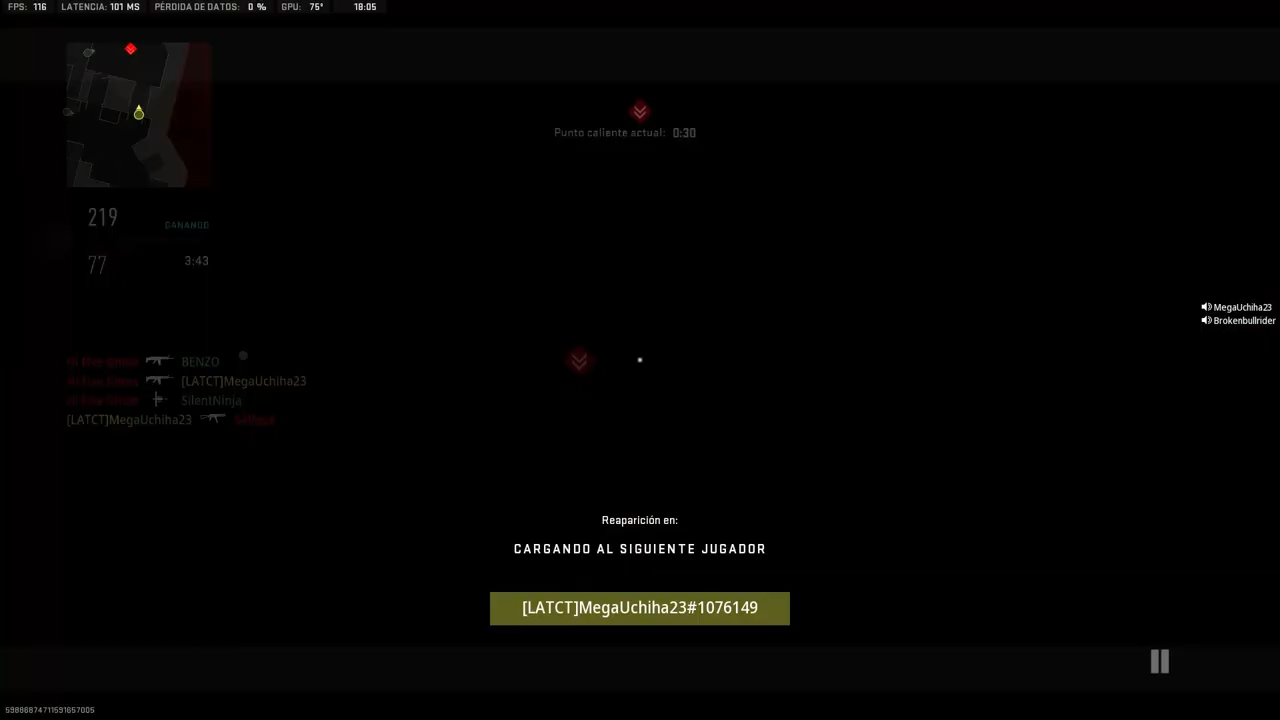 FPS: 116 LATENCIA: 101 MS PÉRDIDA DE DATOS: 0 % GPU: 75° 18:05
Punto caliente actual: 0:30
219 GANANDO
77 3:43
MegaUchiha23
Brokenbullrider
BENZO
[LATCT]MegaUchiha23
SilentNinja
[LATCT]MegaUchiha23
Reaparición en:
CARGANDO AL SIGUIENTE JUGADOR
[LATCT]MegaUchiha23#1076149